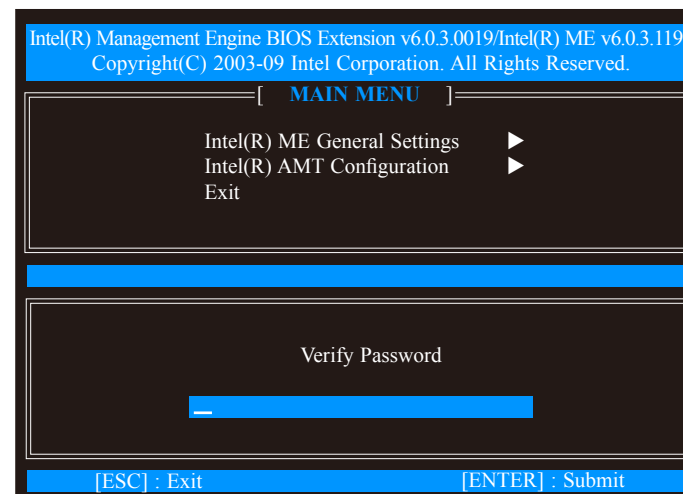 Intel(R) Management Engine BIOS Extension v6.0.3.0019/Intel(R) ME v6.0.3.119
Copyright(C) 2003-09 Intel Corporation. All Rights Reserved.
[ MAIN MENU ]
Intel(R) ME General Settings ▶
Intel(R) AMT Configuration ▶
Exit
Verify Password
[ESC] : Exit [ENTER] : Submit